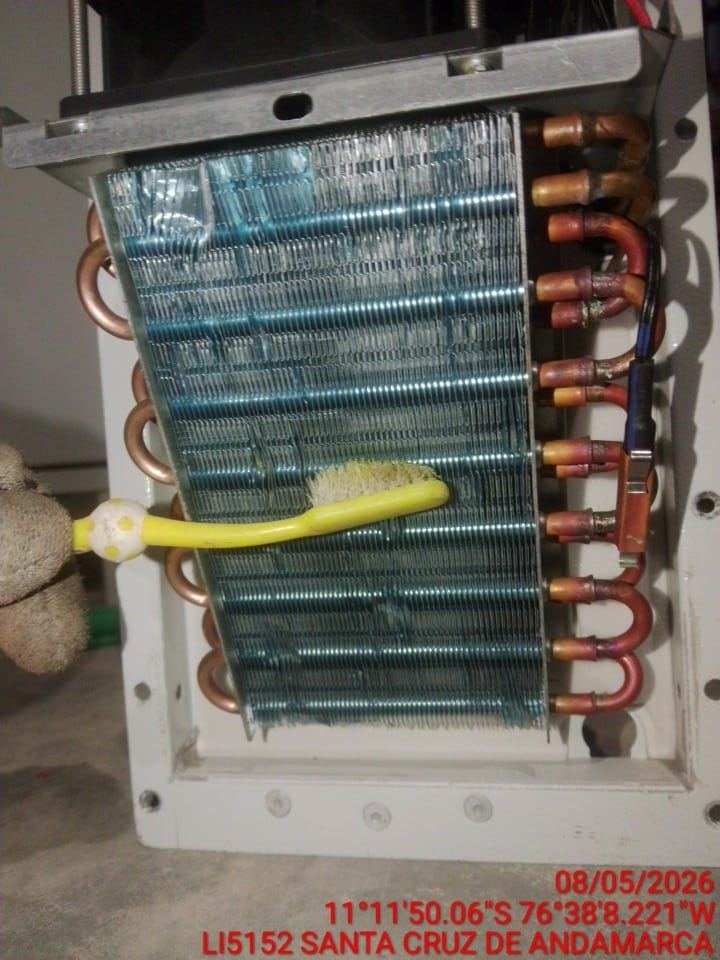 08/05/2026
11°11'50.06"S 76°38'8.221"W
LI5152 SANTA CRUZ DE ANDAMARCA